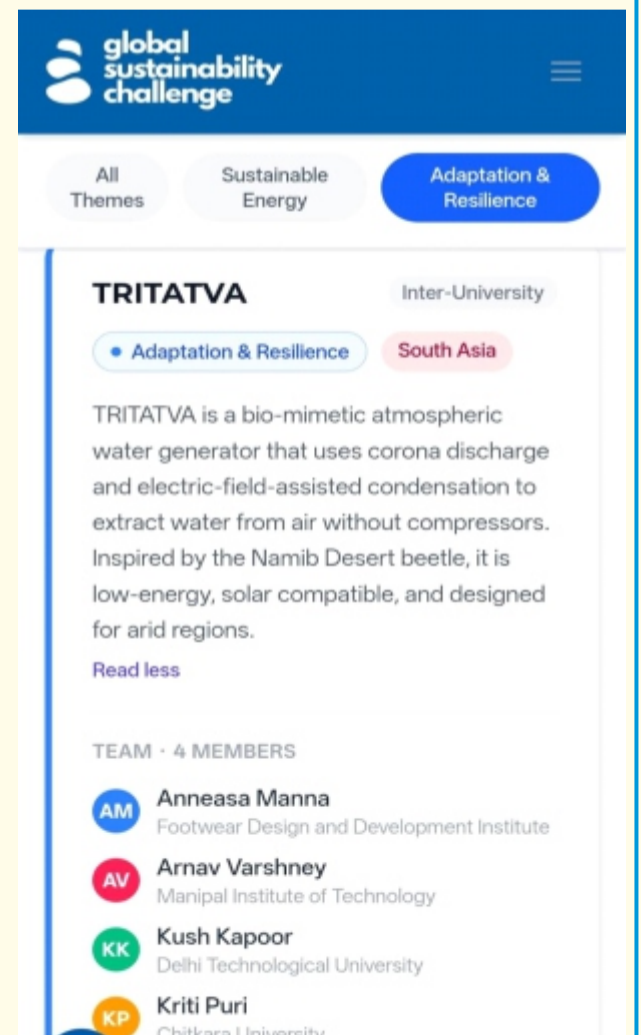 global
sustainability
challenge
All
Themes
Sustainable
Energy
Adaptation &
Resilience
TRITATVA
Inter-University
Adaptation & Resilience
South Asia
TRITATVA is a bio-mimetic atmospheric
water generator that uses corona discharge
and electric-field-assisted condensation to
extract water from air without compressors.
Inspired by the Namib Desert beetle, it is
low-energy, solar compatible, and designed
for arid regions.
Read less
TEAM · 4 MEMBERS
AM
Anneasa Manna
Footwear Design and Development Institute
AV
Arnav Varshney
Manipal Institute of Technology
KK
Kush Kapoor
Delhi Technological University
KP
Kriti Puri
Chitkara University